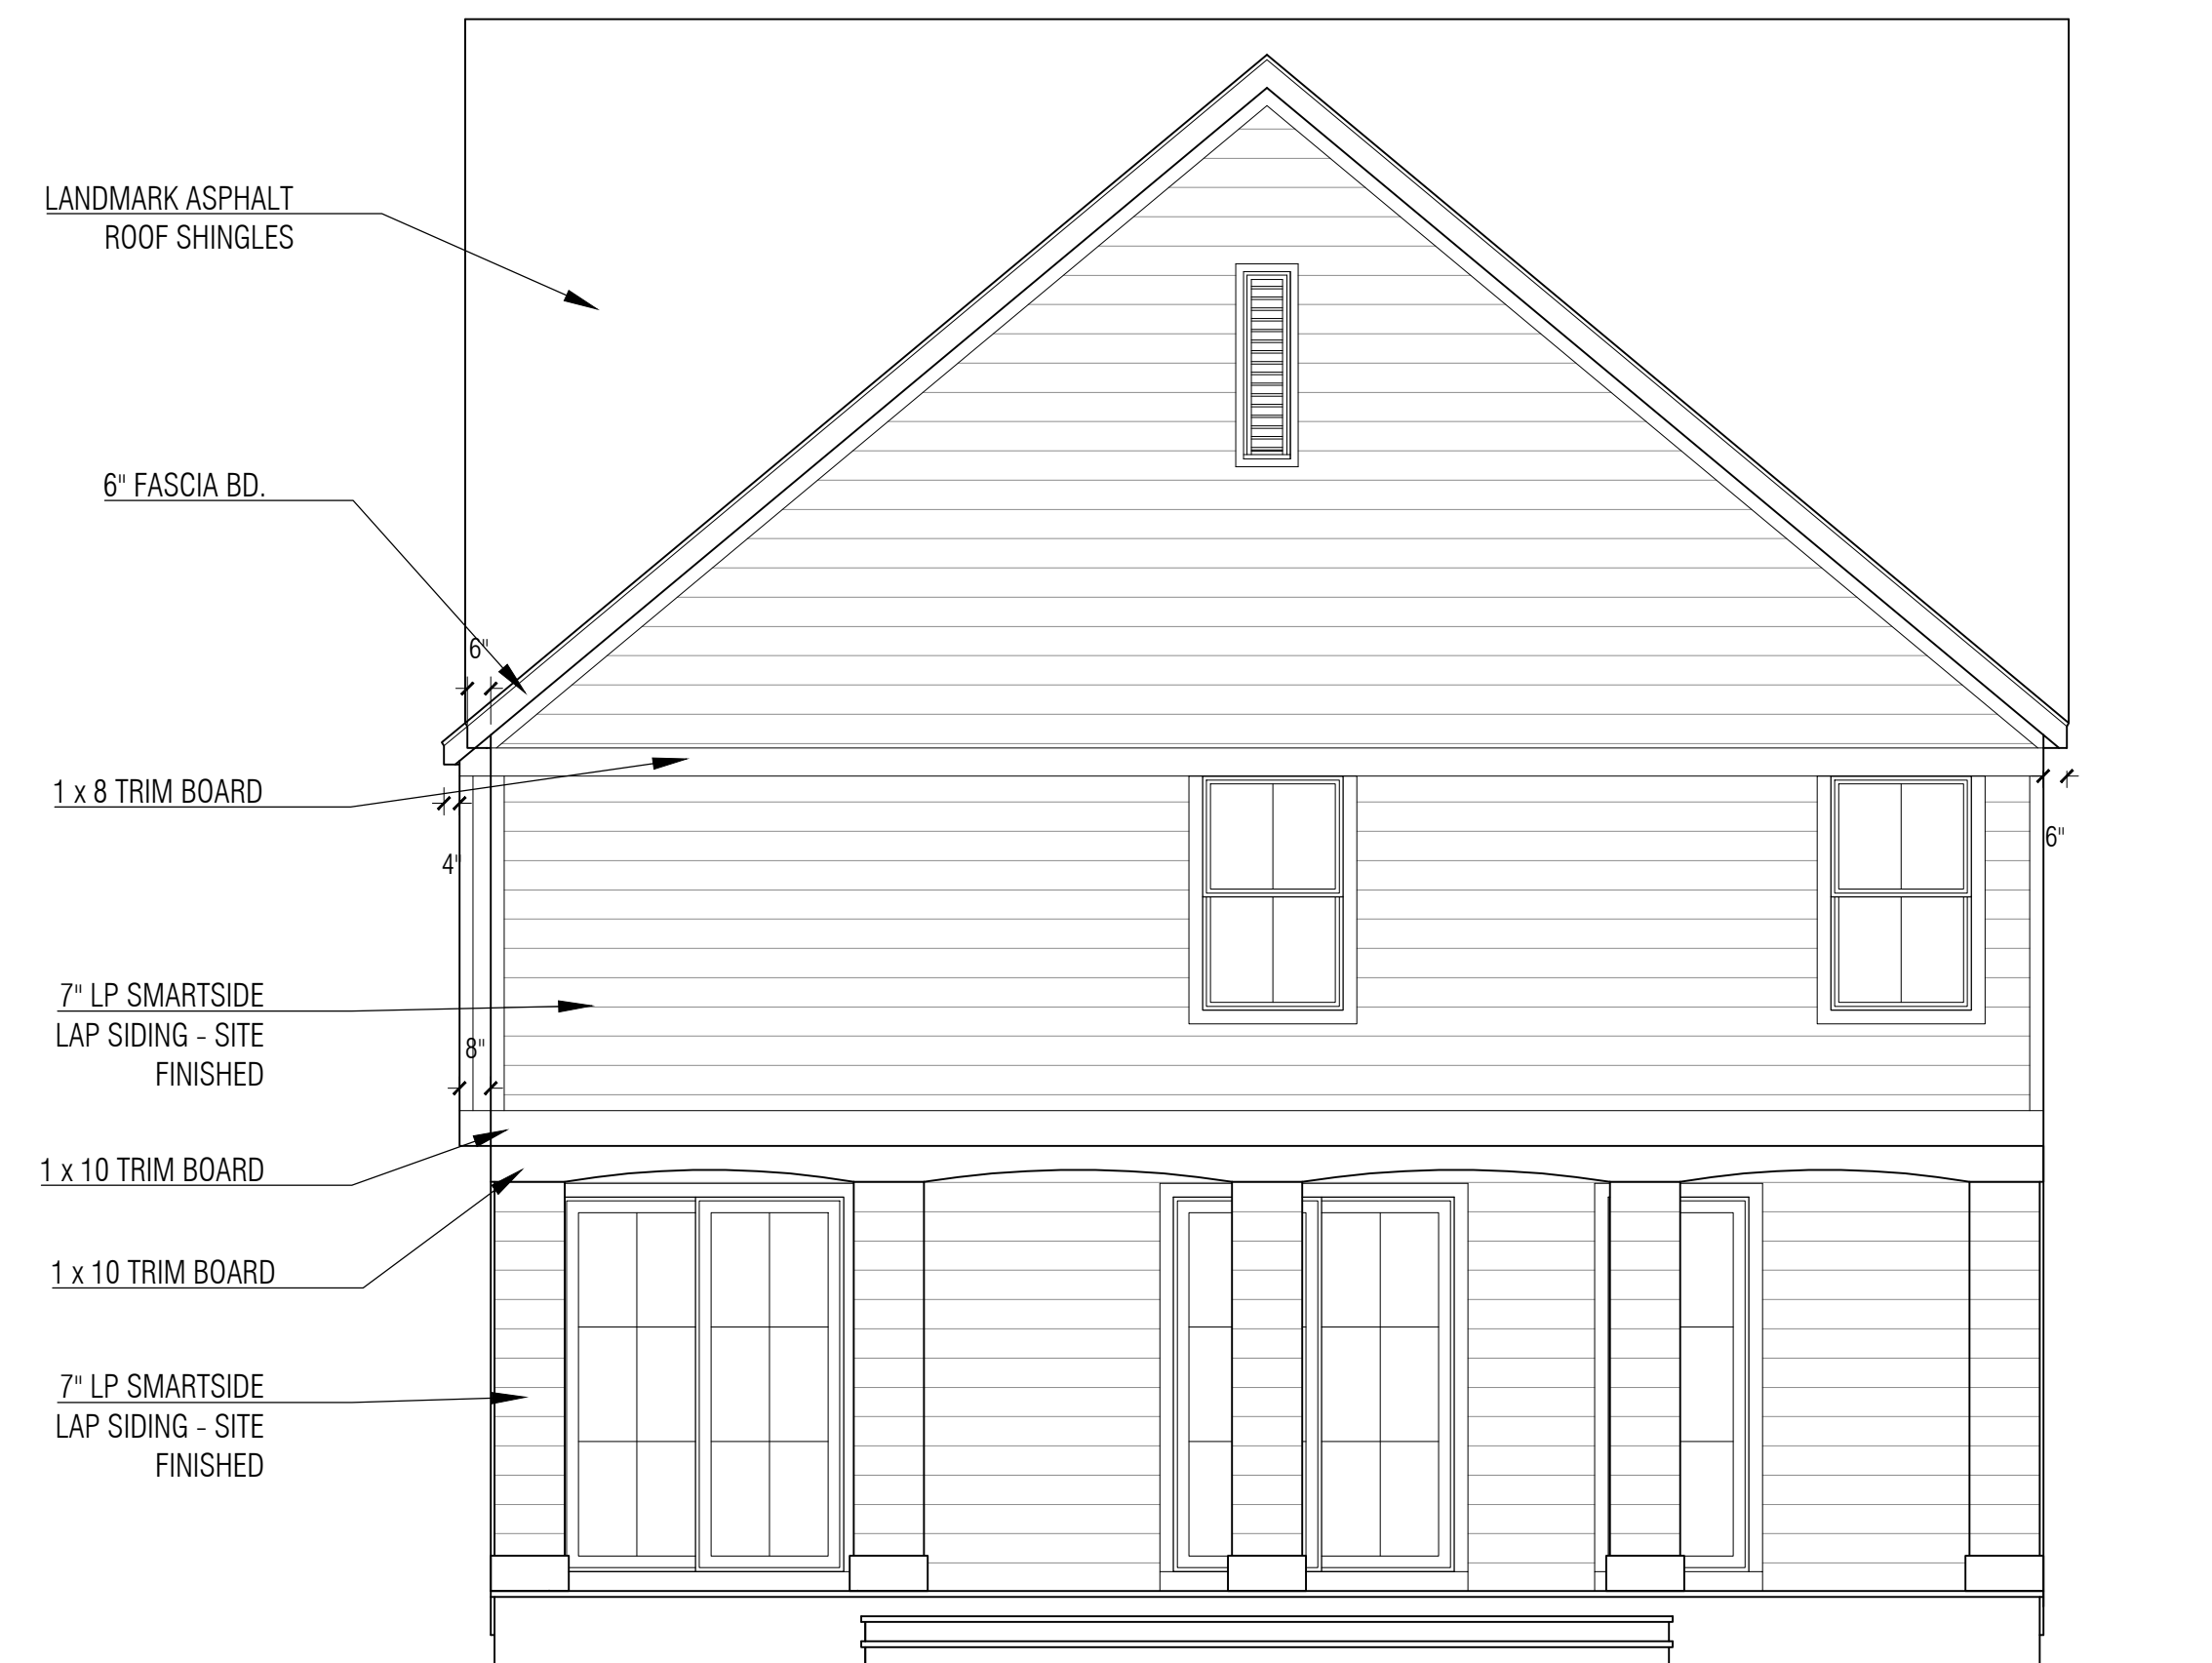 LANDMARK ASPHALT
ROOF SHINGLES
6" FASCIA BD.
6"
1 x 8 TRIM BOARD
6"
4"
7" LP SMARTSIDE
LAP SIDING - SITE
FINISHED
8"
1 x 10 TRIM BOARD
1 x 10 TRIM BOARD
7" LP SMARTSIDE
LAP SIDING - SITE
FINISHED